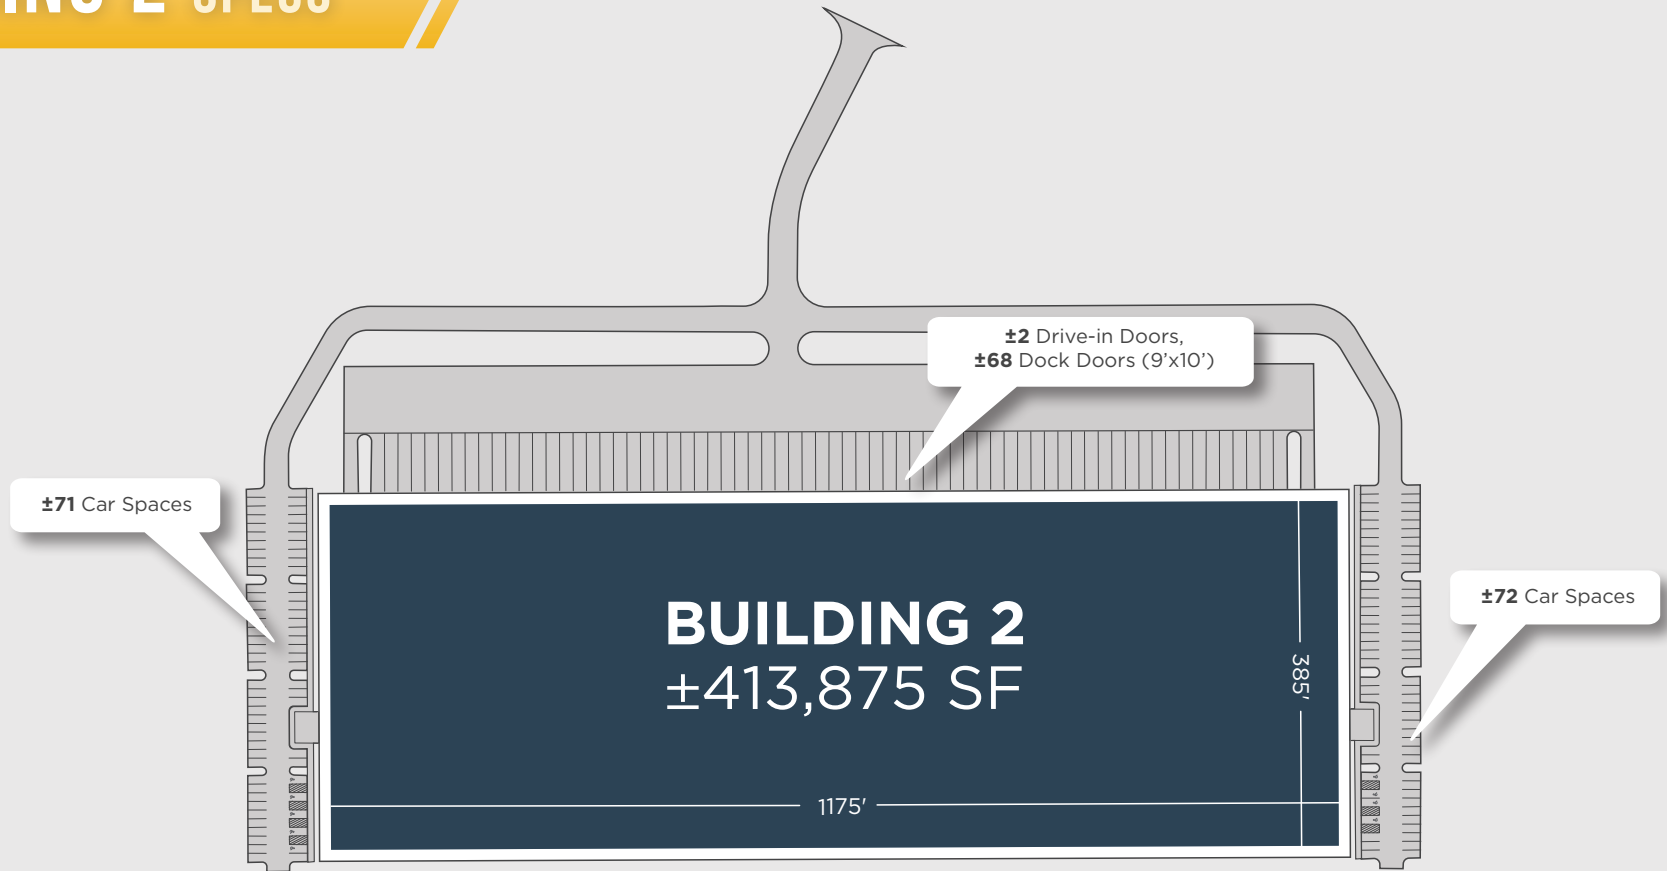 2
±2 Drive-in Doors,
±68 Dock Doors (9'x10')
±71 Car Spaces
±72 Car Spaces
BUILDING 2
±413,875 SF
385'
1175'